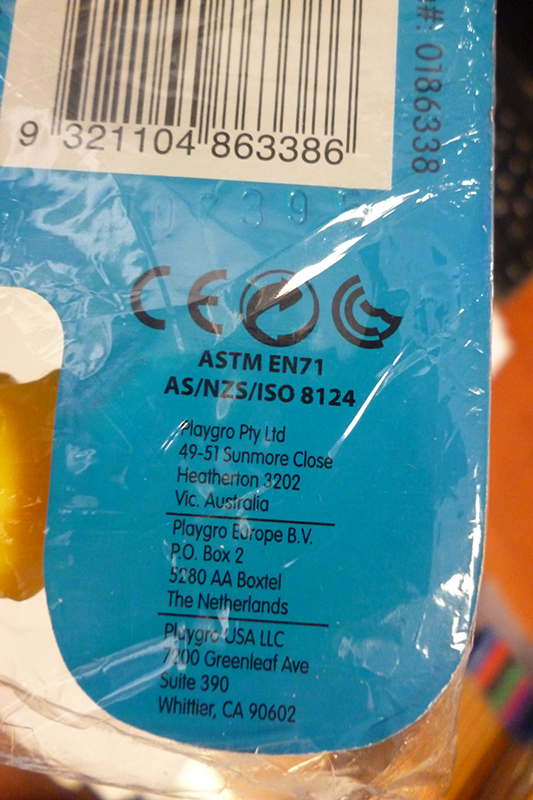 9 321104 863386
#: 0186338
CE
ASTM EN71
AS/NZS/ISO 8124
Playgro Pty Ltd
49-51 Sunmore Close
Heatherton 3202
Vic. Australia
Playgro Europe B.V.
P.O. Box 2
5280 AA Boxtel
The Netherlands
Playgro USA LLC
7200 Greenleaf Ave
Suite 390
Whittier, CA 90602